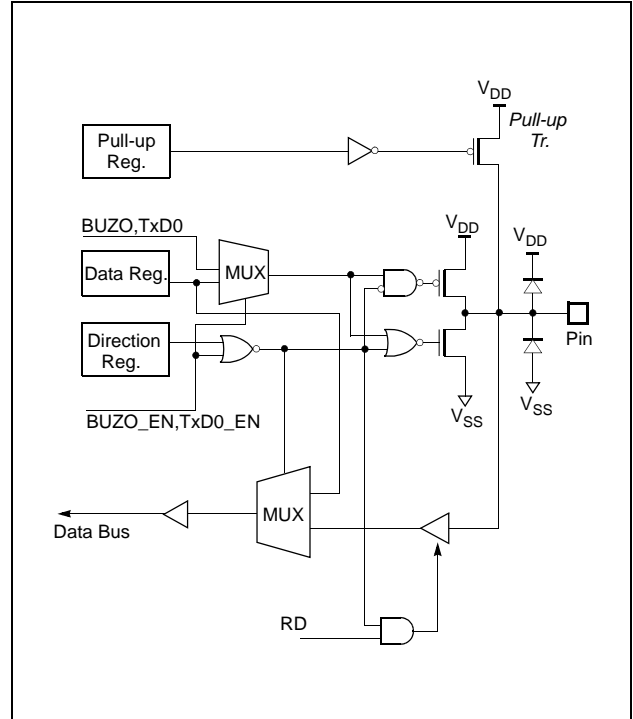 VDD
Pull-up
Tr.
Pull-up
Reg.
BUZO,TxD0
VDD
VDD
MUX
Data Reg.
Direction
Reg.
Pin
BUZO_EN,TxD0_EN
VSS
VSS
MUX
Data Bus
RD